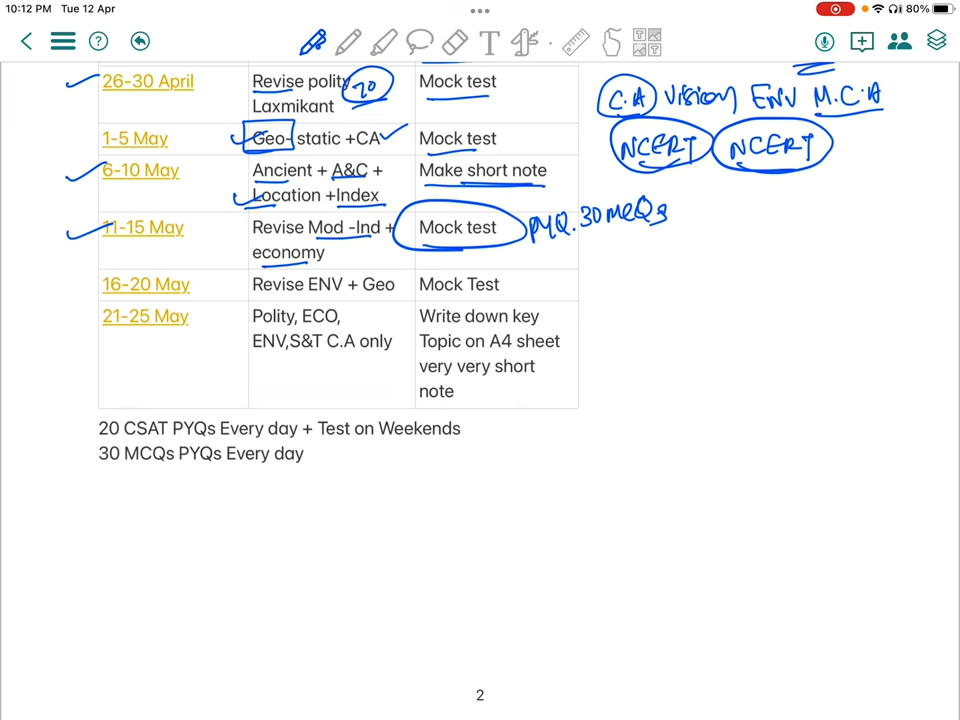 10:12 PM Tue 12 Apr
80%
T
26-30 April
Revise polity
Laxmikant
20
Mock test
C.A Vision ENV M.C.A
NCERT NCERT
1-5 May
Geo- static +CA
Mock test
6-10 May
Ancient + A&C +
Location +Index
Make short note
11-15 May
Revise Mod -Ind +
economy
Mock test
PYQ. 30 MCQs
16-20 May
Revise ENV + Geo
Mock Test
21-25 May
Polity, ECO,
ENV,S&T C.A only
Write down key
Topic on A4 sheet
very very short
note
20 CSAT PYQs Every day + Test on Weekends
30 MCQs PYQs Every day
2